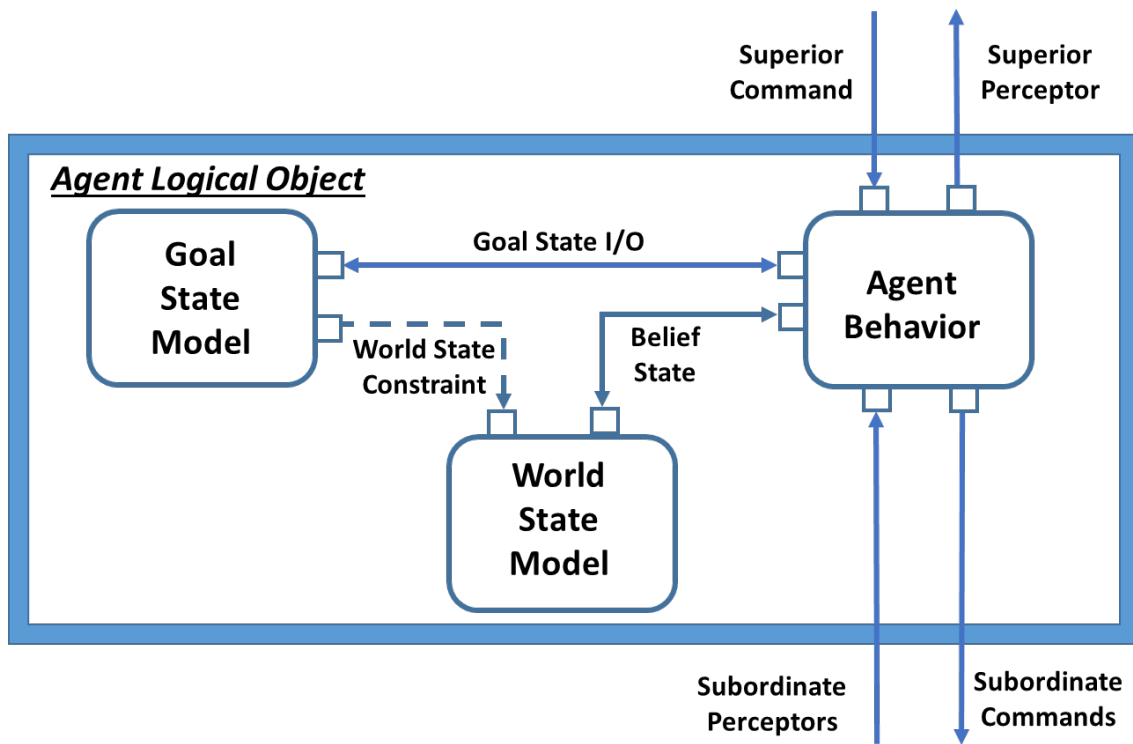 Superior
Command
Superior
Perceptor
Agent Logical Object
Goal
State
Model
Goal State I/O
Agent
Behavior
World State
Constraint
Belief
State
World
State
Model
Subordinate
Perceptors
Subordinate
Commands